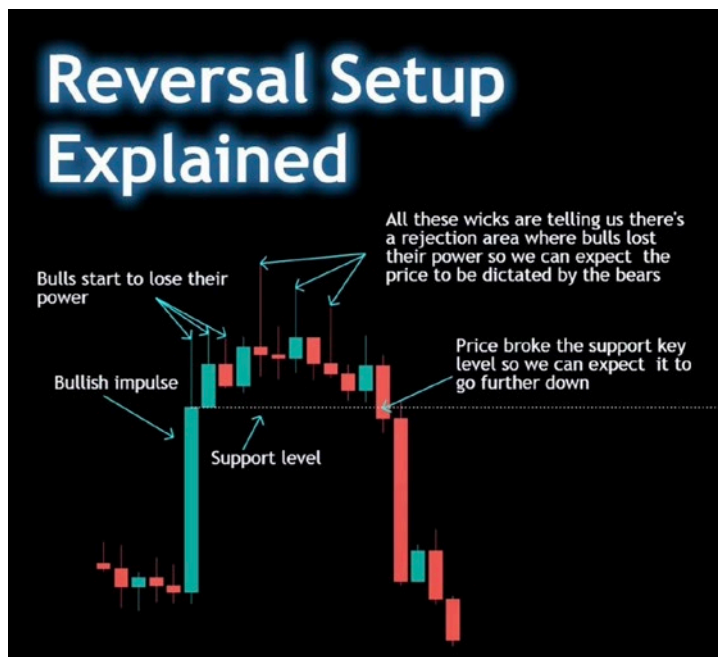 Reversal Setup
Explained
All these wicks are telling us there's
a rejection area where bulls lost
their power so we can expect the
price to be dictated by the bears
Bulls start to lose their
power
Price broke the support key
level so we can expect it to
go further down
Bullish impulse
Support level